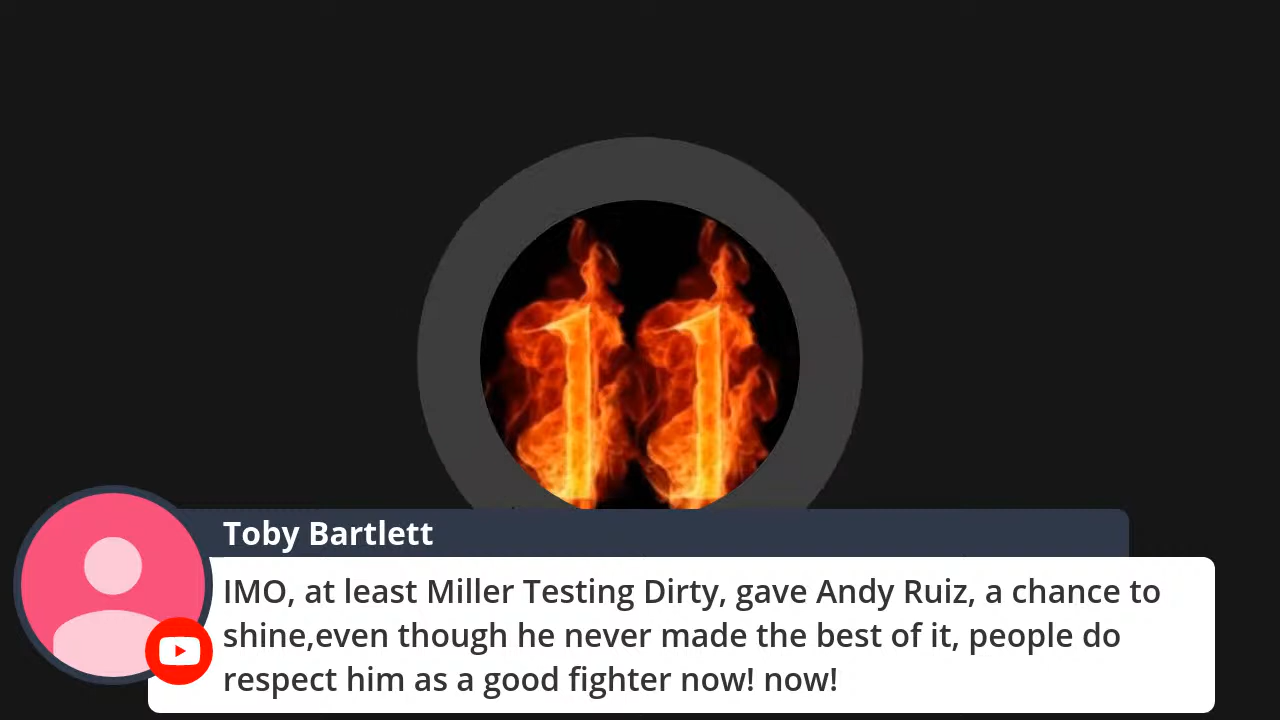 11
Toby Bartlett
IMO, at least Miller Testing Dirty, gave Andy Ruiz, a chance to
shine,even though he never made the best of it, people do
respect him as a good fighter now! now!